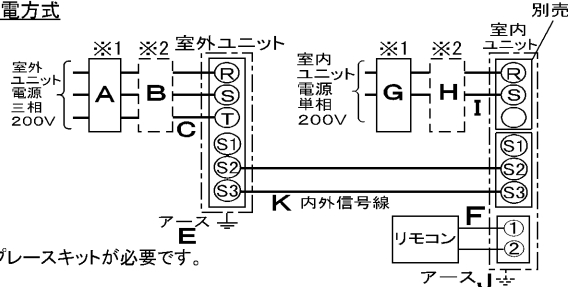 電方式
別売
※1
※2
室外ユニット
室外
ユニット
電源
三相
200V
A
B
C
R
S
T
S1
S2
S3
アース
E
※1
※2
室内
ユニット
室内
ユニット
電源
単相
200V
G
H
I
R
S
S1
S2
S3
K 内外信号線
F
リモコン
1
2
アース
J
プレースキットが必要です。